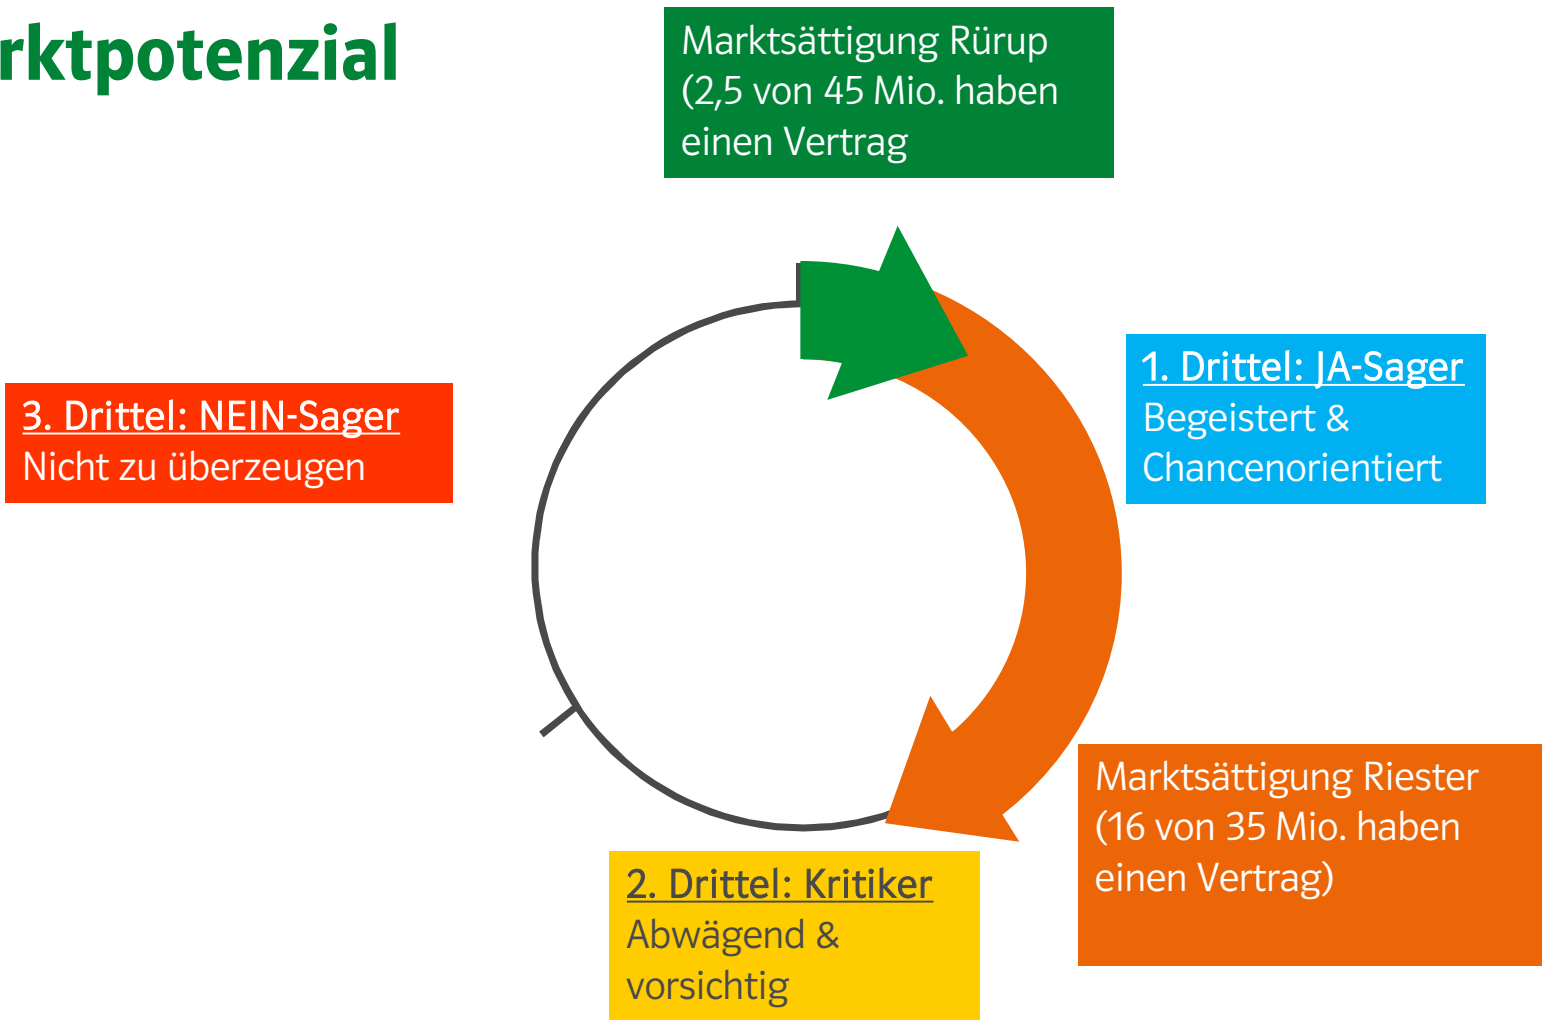 rktpotenzial
Marktsättigung Rürup
(2,5 von 45 Mio. haben
einen Vertrag
1. Drittel: JA-Sager
Begeistert &
Chancenorientiert
3. Drittel: NEIN-Sager
Nicht zu überzeugen
Marktsättigung Riester
(16 von 35 Mio. haben
einen Vertrag)
2. Drittel: Kritiker
Abwägend &
vorsichtig